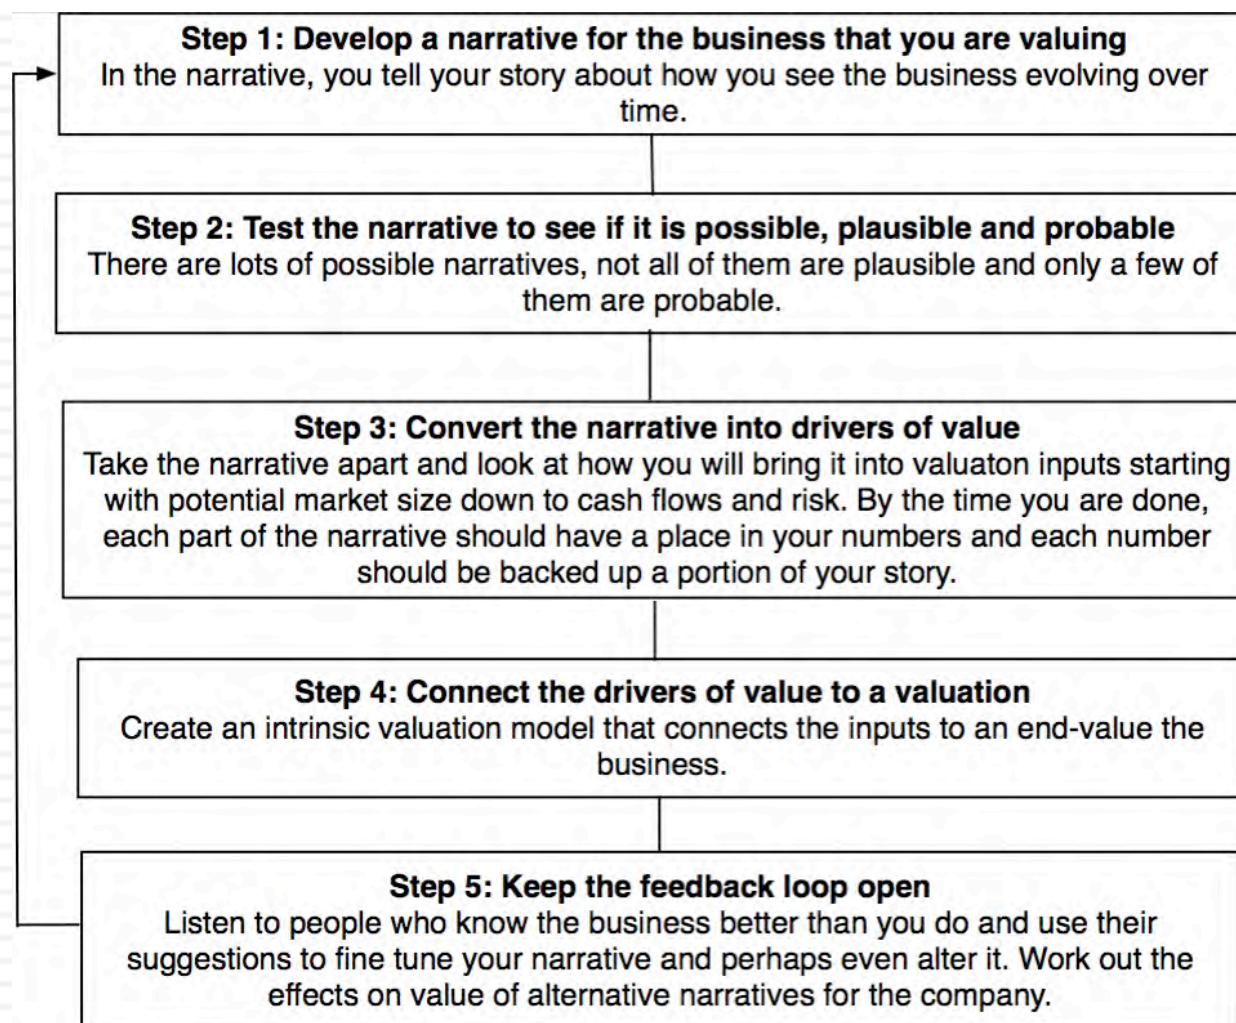 Step 1: Develop a narrative for the business that you are valuing
In the narrative, you tell your story about how you see the business evolving over
time.
Step 2: Test the narrative to see if it is possible, plausible and probable
There are lots of possible narratives, not all of them are plausible and only a few of
them are probable.
Step 3: Convert the narrative into drivers of value
Take the narrative apart and look at how you will bring it into valuaton inputs starting
with potential market size down to cash flows and risk. By the time you are done,
each part of the narrative should have a place in your numbers and each number
should be backed up a portion of your story.
Step 4: Connect the drivers of value to a valuation
Create an intrinsic valuation model that connects the inputs to an end-value the
business.
Step 5: Keep the feedback loop open
Listen to people who know the business better than you do and use their
suggestions to fine tune your narrative and perhaps even alter it. Work out the
effects on value of alternative narratives for the company.